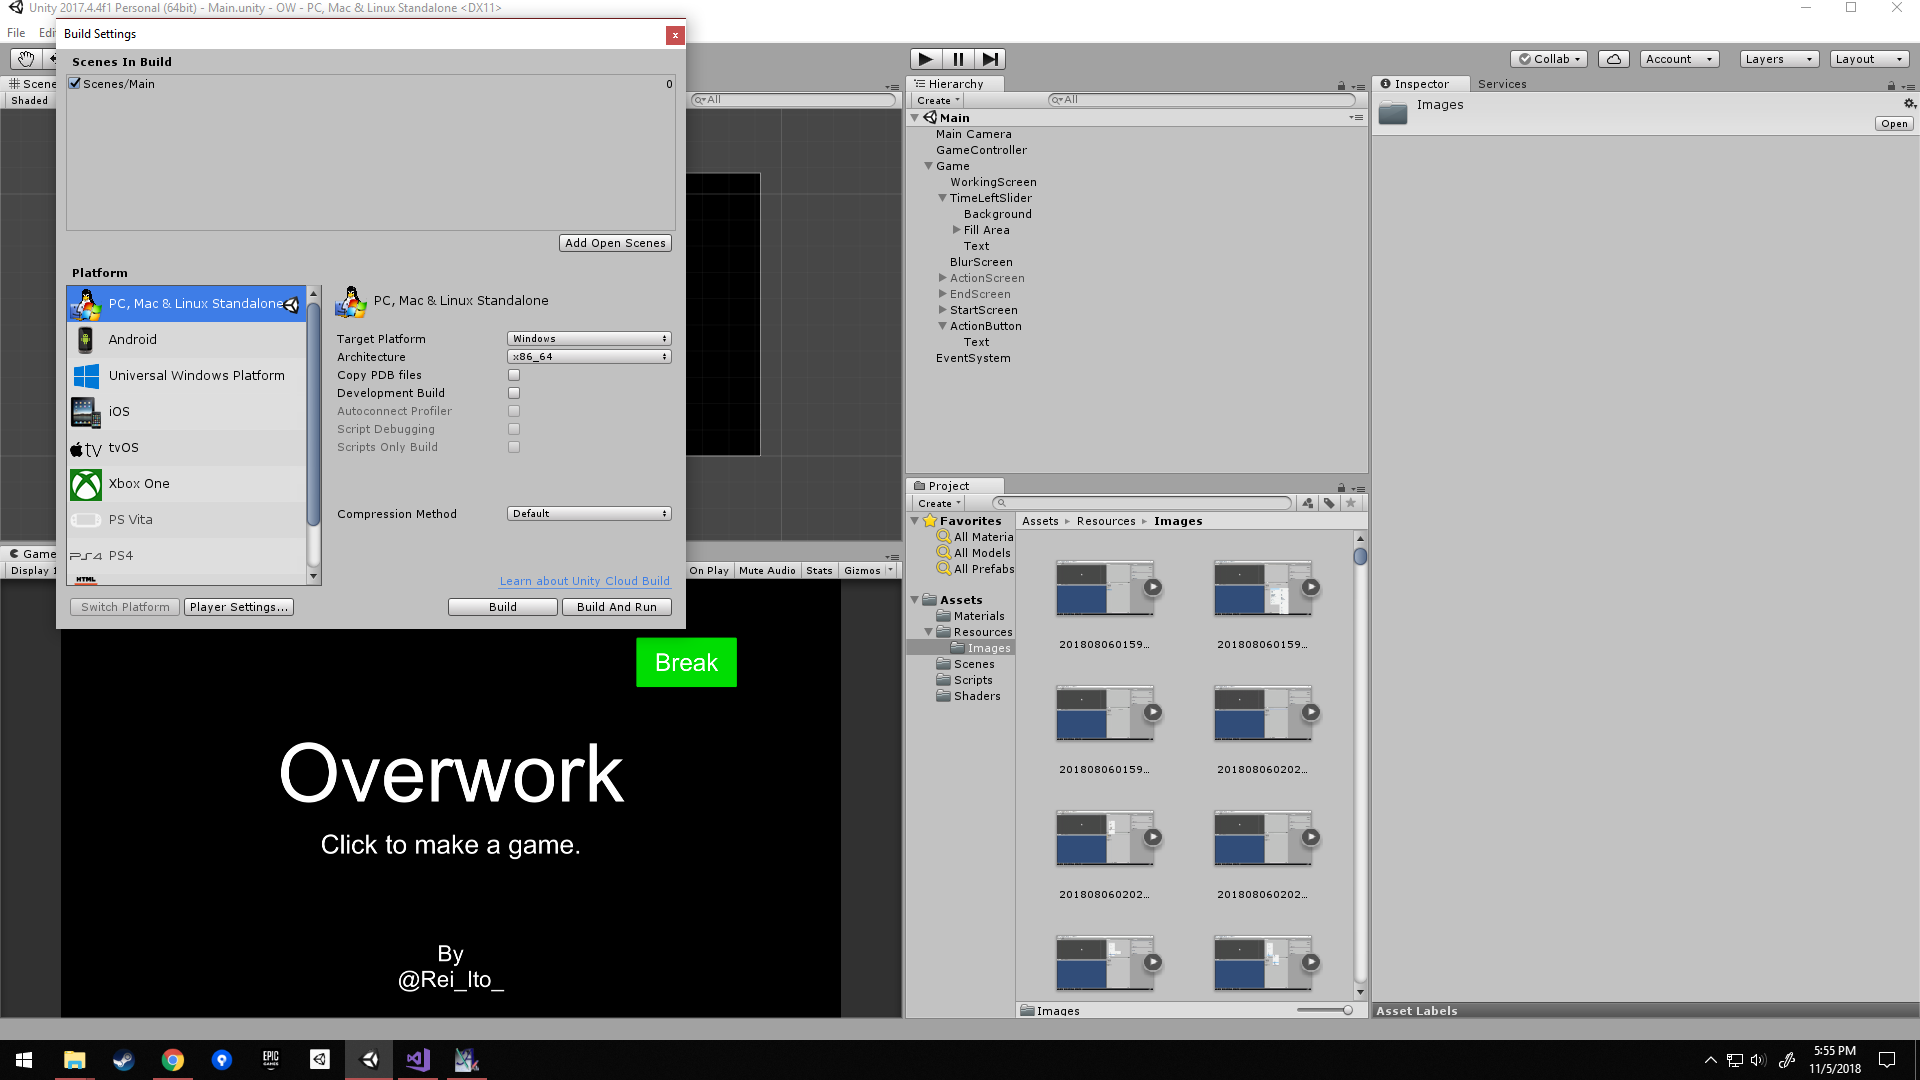 Unity 2017.4.4f1 Personal (64bit) - Main.unity - OW - PC, Mac & Linux Standalone <DX11>
File Edi
Build Settings
x
Scenes In Build
Scenes/Main 0
Add Open Scenes
Platform
PC, Mac & Linux Standalone
Android
Universal Windows Platform
iOS
tv tvOS
Xbox One
PS Vita
PS4 PS4
HTML
PC, Mac & Linux Standalone
Target Platform Windows
Architecture x86_64
Copy PDB files
Development Build
Autoconnect Profiler
Script Debugging
Scripts Only Build
Compression Method Default
Learn about Unity Cloud Build
Switch Platform Player Settings... Build Build And Run
Scene
Shaded
All
Game
Display 1
On Play Mute Audio Stats Gizmos
Break
Overwork
Click to make a game.
By
@Rei_Ito_
Collab Account Layers Layout
Hierarchy
Create All
Main
Main Camera
GameController
Game
WorkingScreen
TimeLeftSlider
Background
Fill Area
Text
BlurScreen
ActionScreen
EndScreen
StartScreen
ActionButton
Text
EventSystem
Project
Create
Favorites
All Materia
All Models
All Prefabs
Assets
Materials
Resources
Images
Scenes
Scripts
Shaders
Assets Resources Images
201808060159... 201808060159...
201808060159... 201808060202...
201808060202... 201808060202...
Images
Inspector Services
Images
Open
Asset Labels
EPIC
GAMES
5:55 PM
11/5/2018